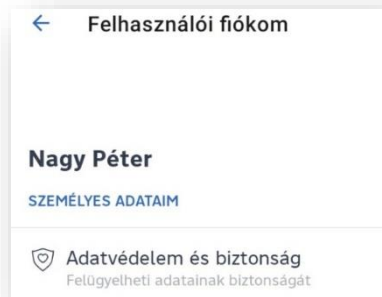 Felhasználói fiókom
Nagy Péter
SZEMÉLYES ADATAIM
Adatvédelem és biztonság
Felügyelheti adatainak biztonságát